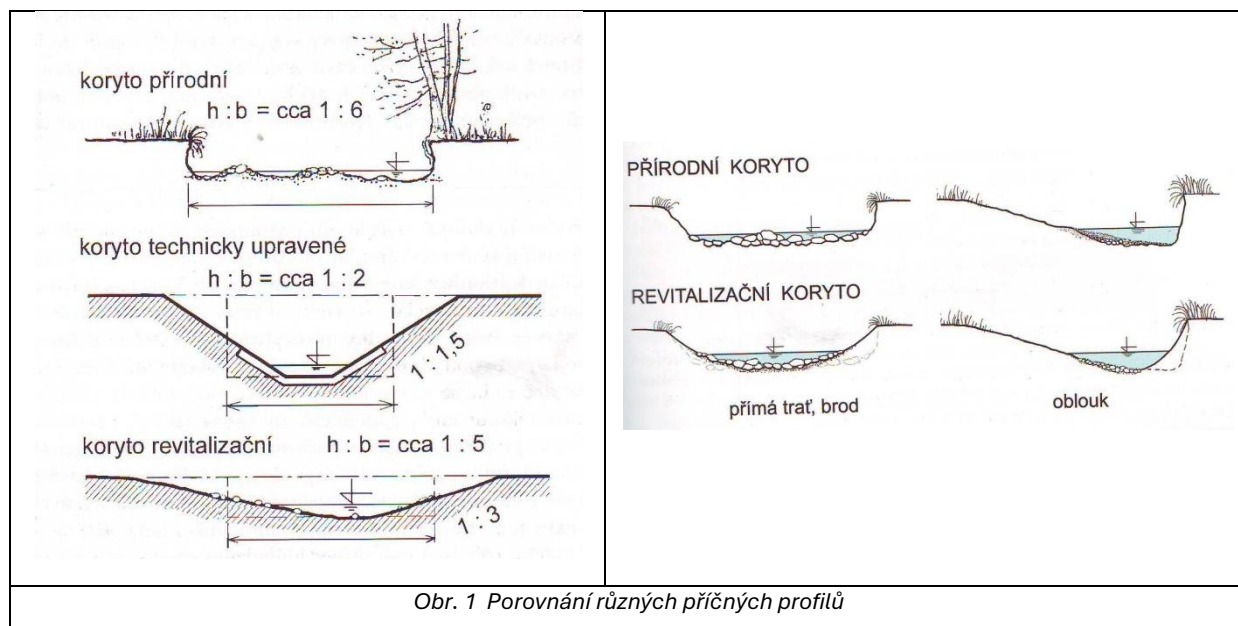 koryto přírodní
h : b = cca 1 : 6
koryto technicky upravené
h : b = cca 1 : 2
1 : 1,5
koryto revitalizační h : b = cca 1 : 5
1 : 3
PŘÍRODNÍ KORYTO
REVITALIZAČNÍ KORYTO
přímá trať, brod oblouk
Obr. 1 Porovnání různých příčných profilů